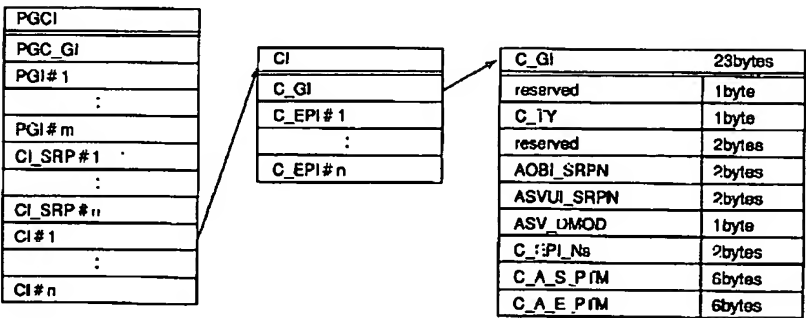 PGCI
PGC_GI
PGI#1
:
PGI#m
CI_SRP#1
:
CI_SRP#n
CI#1
:
CI#n
CI
C_GI
C_EPI#1
:
C_EPI#n
C_GI 23bytes
reserved 1byte
C_TY 1byte
reserved 2bytes
AOBI_SRPN 2bytes
ASVUI_SRPN 2bytes
ASV_DMOD 1byte
C_EPI_Ns 2bytes
C_A_S_PTM 6bytes
C_A_E_PTM 6bytes